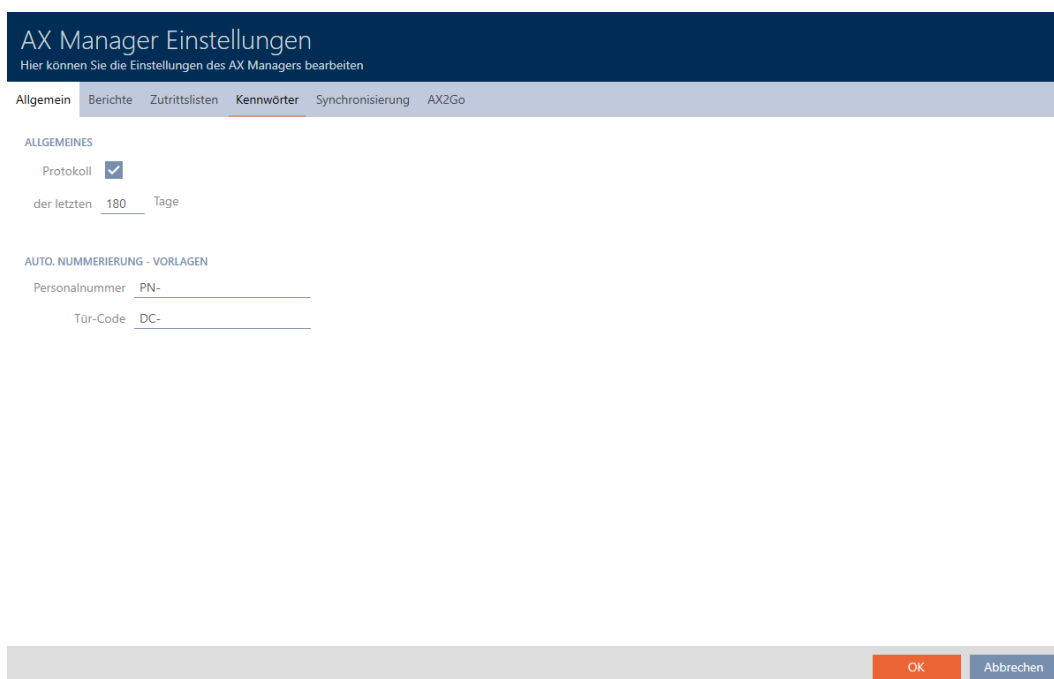 AX Manager Einstellungen
Hier können Sie die Einstellungen des AX Managers bearbeiten
Allgemein Berichte Zutrittslisten Kennwörter Synchronisierung AX2Go
ALLGEMEINES
Protokoll
der letzten 180 Tage
AUTO. NUMMERIERUNG - VORLAGEN
Personalnummer PN-
Tür-Code DC-
OK Abbrechen